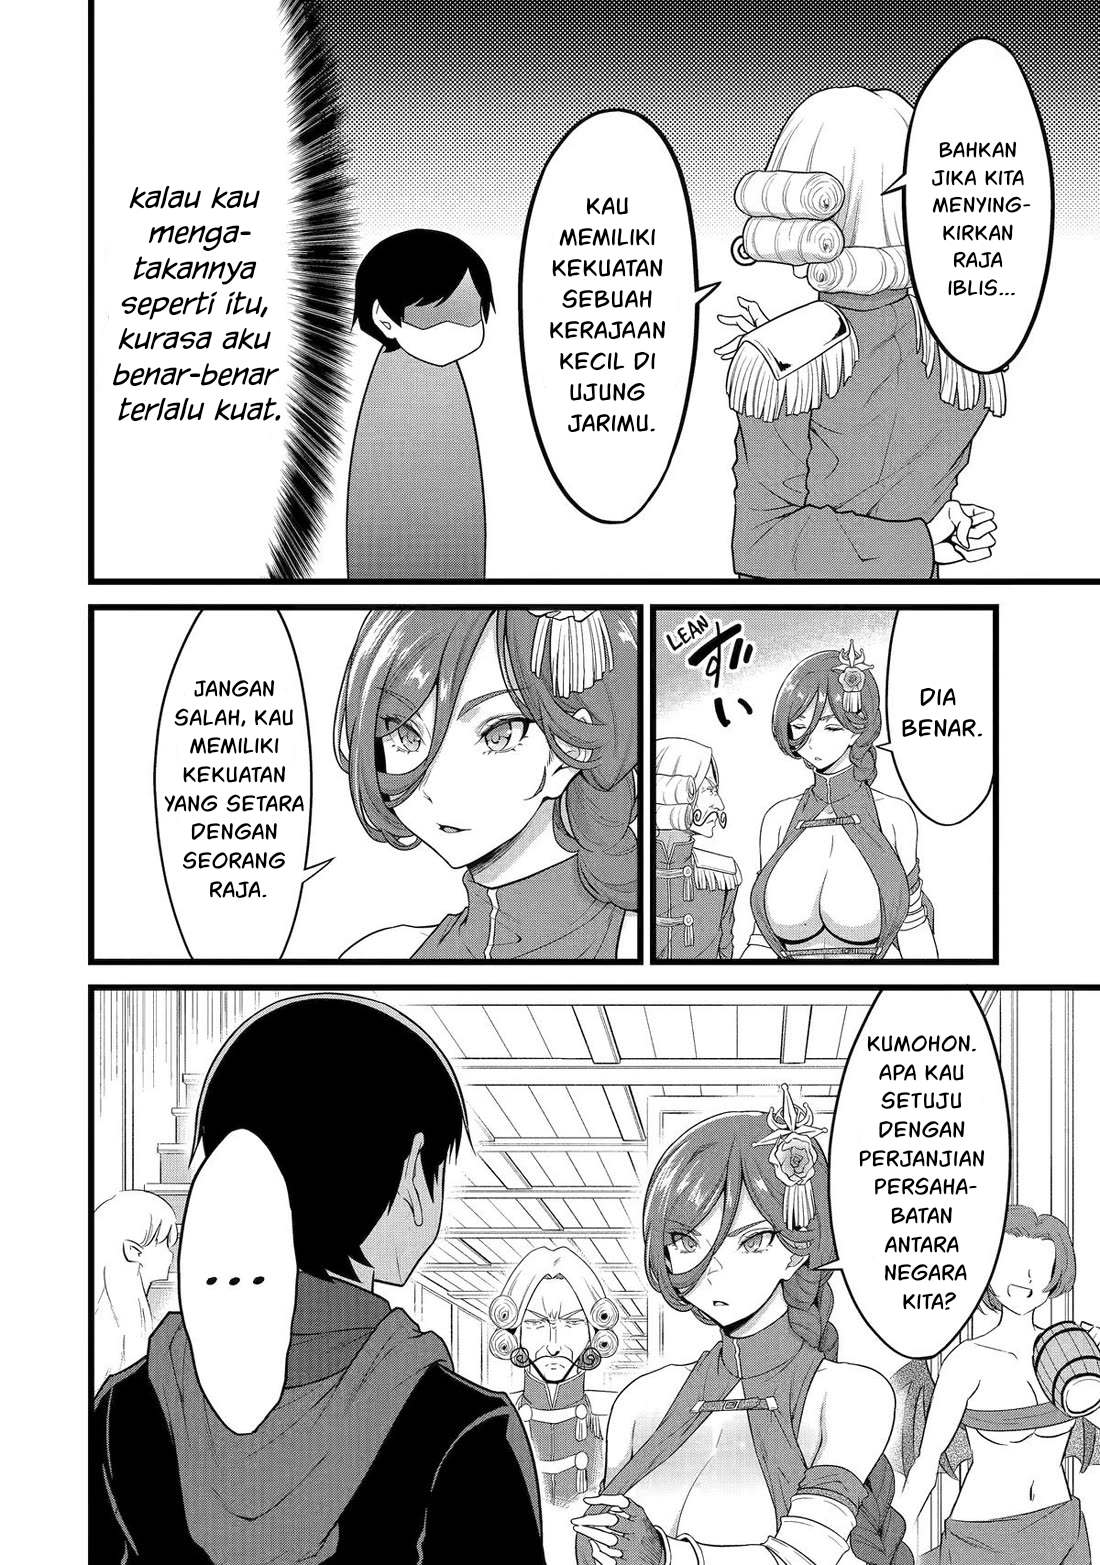 BAHKAN
JIKA KITA
MENYING-
KIRKAN
RAJA
IBLIS...
KAU
MEMILIKI
KEKUATAN
SEBUAH
KERAJAAN
KECIL DI
UJUNG
JARIMU.
kalau kau
menga-
takannya
seperti itu,
kurasa aku
benar-benar
terlalu kuat.
DIA
BENAR.
LEAN
ずい
JANGAN
SALAH, KAU
MEMILIKI
KEKUATAN
YANG SETARA
DENGAN
SEORANG
RAJA.
KUMOHON.
APA KAU
SETUJU
DENGAN
PERJANJIAN
PERSAHA-
BATAN
ANTARA
NEGARA
KITA?
...